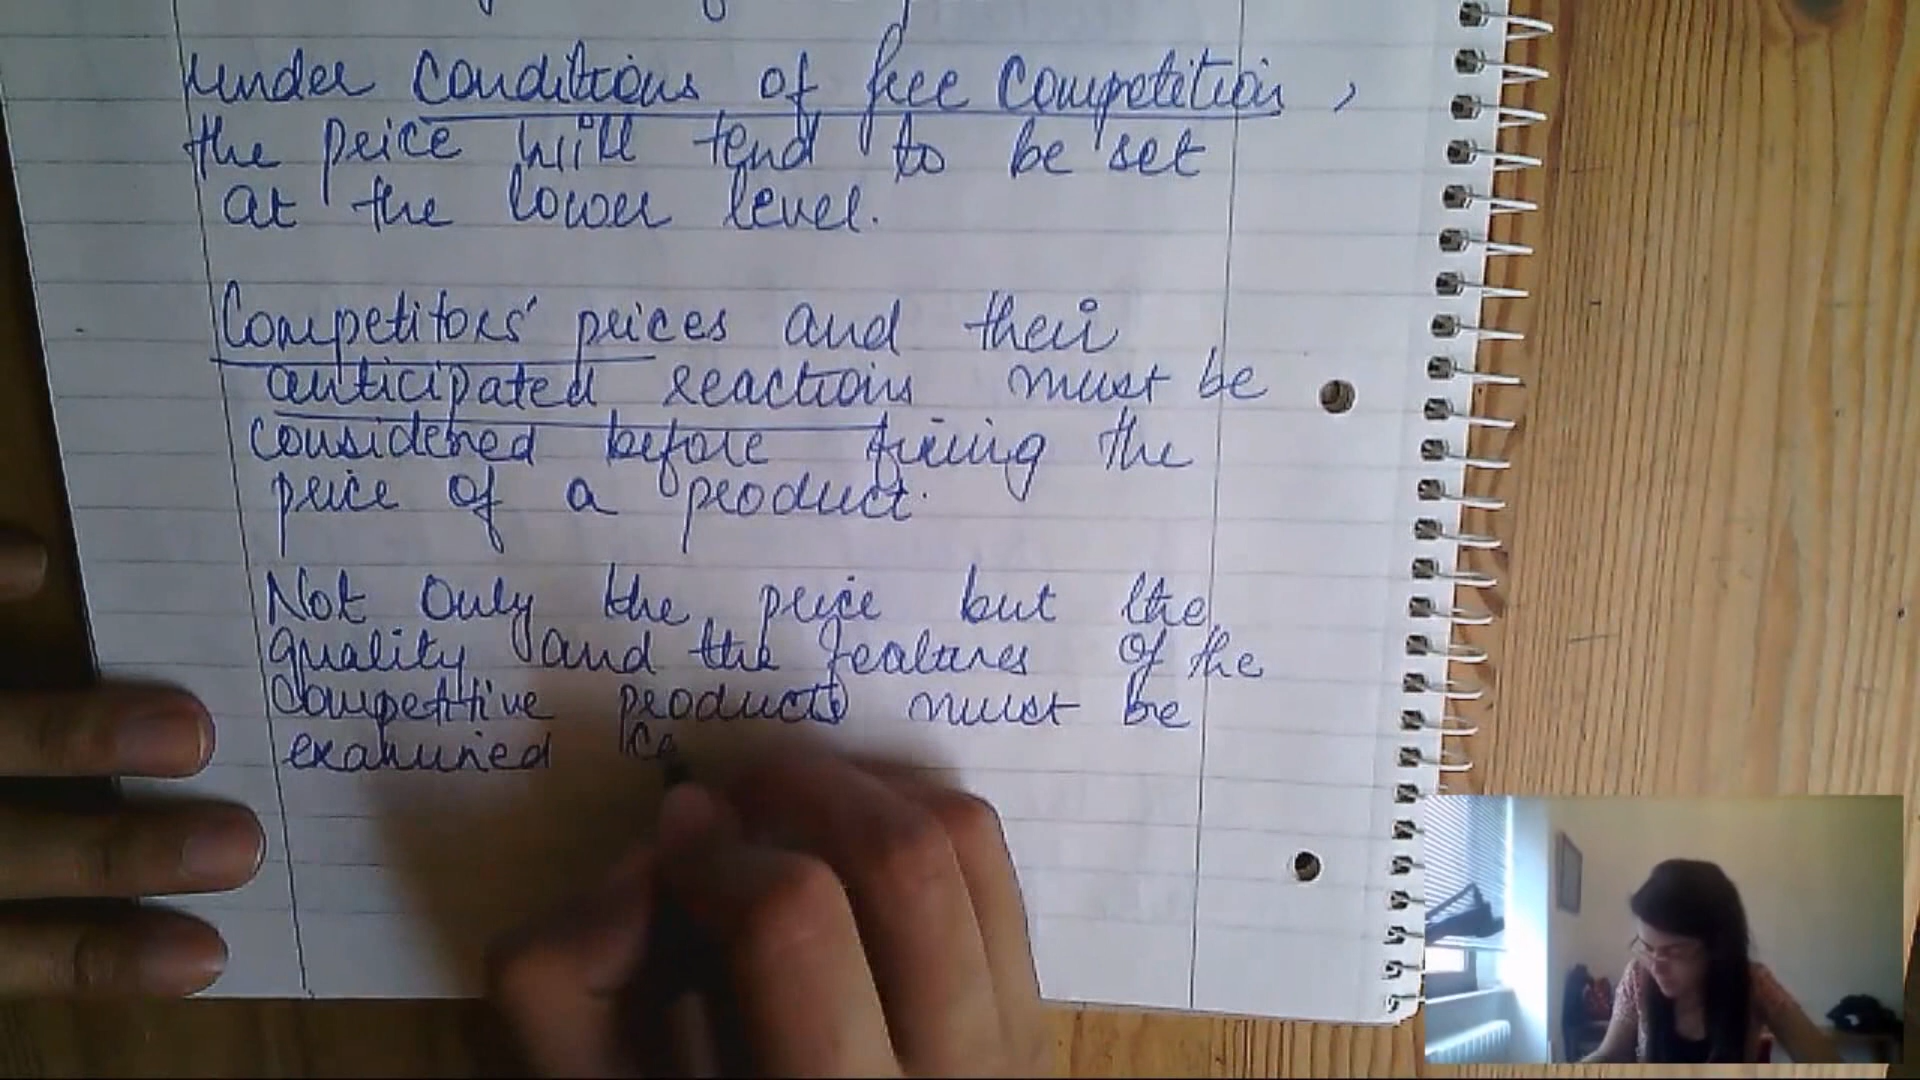 under conditions of free competition,
the price will tend to be set
at the lower level.
Competitors' prices and their
anticipated reactions must be
considered before fixing the
price of a product.
Not only the price but the
quality and the features of the
competitive products must be
examined